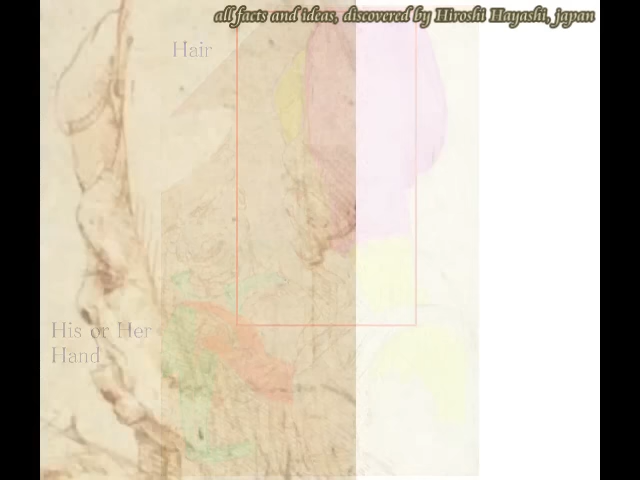 all facts and ideas, discovered by Hiroshi Hayashi, japan
Hair
His or Her
Hand